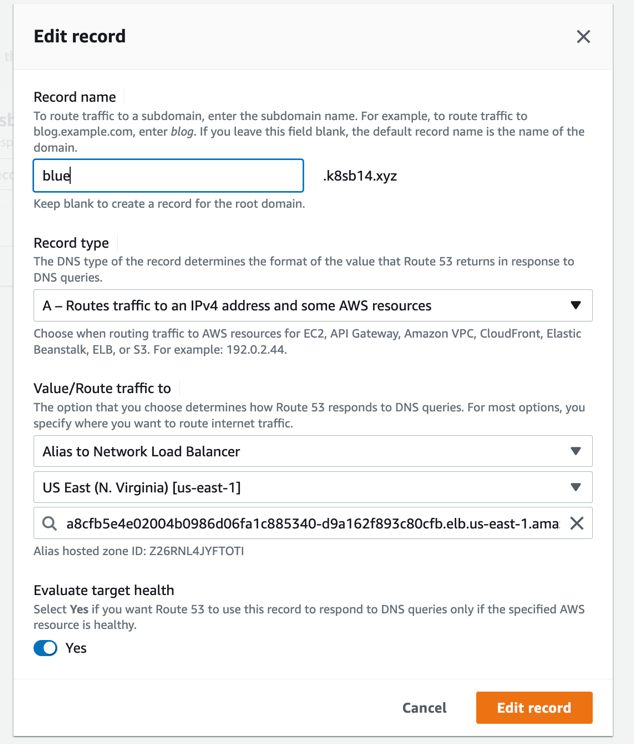 Edit record
Record name
To route traffic to a subdomain, enter the subdomain name. For example, to route traffic to
blog.example.com, enter blog. If you leave this field blank, the default record name is the name of the
domain.
blue .k8sb14.xyz
Keep blank to create a record for the root domain.
Record type
The DNS type of the record determines the format of the value that Route 53 returns in response to
DNS queries.
A – Routes traffic to an IPv4 address and some AWS resources
Choose when routing traffic to AWS resources for EC2, API Gateway, Amazon VPC, CloudFront, Elastic
Beanstalk, ELB, or S3. For example: 192.0.2.44.
Value/Route traffic to
The option that you choose determines how Route 53 responds to DNS queries. For most options, you
specify where you want to route internet traffic.
Alias to Network Load Balancer
US East (N. Virginia) [us-east-1]
a8cfb5e4e02004b0986d06fa1c885340-d9a162f893c80cfb.elb.us-east-1.ama
Alias hosted zone ID: Z26RNL4JYFTOTI
Evaluate target health
Select Yes if you want Route 53 to use this record to respond to DNS queries only if the specified AWS
resource is healthy.
Yes
Cancel Edit record